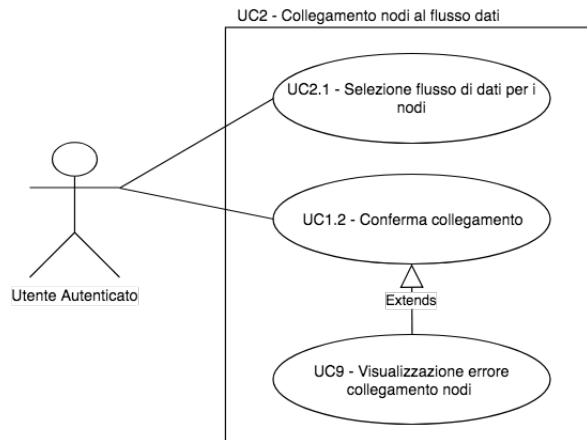 UC2 - Collegamento nodi al flusso dati
UC2.1 - Selezione flusso di dati per i
nodi
UC1.2 - Conferma collegamento
Utente Autenticato
Extends
UC9 - Visualizzazione errore
collegamento nodi